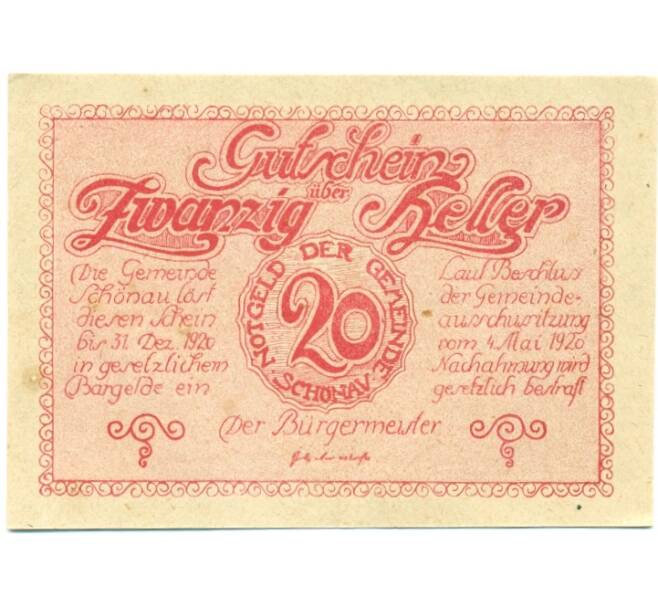 Gutschein
über
Zwanzig Heller
NOTGELD DER GEMEINDE SCHÖNAU
20
Die Gemeinde
Schönau löst
diesen Schein
bis 31. Dez. 1920
in gesetzlichem
Bargelde ein
Laut Beschluss
der Gemeinde-
ausschußsitzung
vom 4. Mai 1920
Nachahmung wird
gesetzlich bestraft
Der Bürgermeister